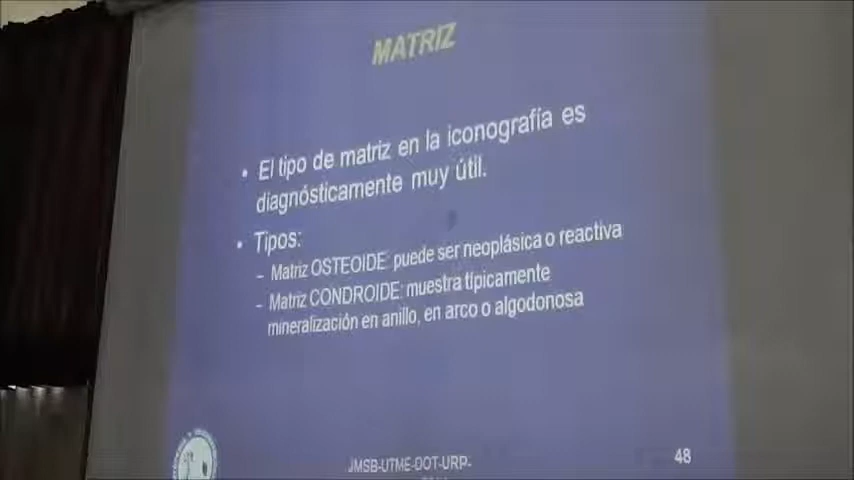 MATRIZ
• El tipo de matriz en la iconografía es
diagnósticamente muy útil.
• Tipos:
– Matriz OSTEOIDE: puede ser neoplásica o reactiva
– Matriz CONDROIDE: muestra típicamente
mineralización en anillo, en arco o algodonosa
JMSB-UTME-DOT-URP-
48